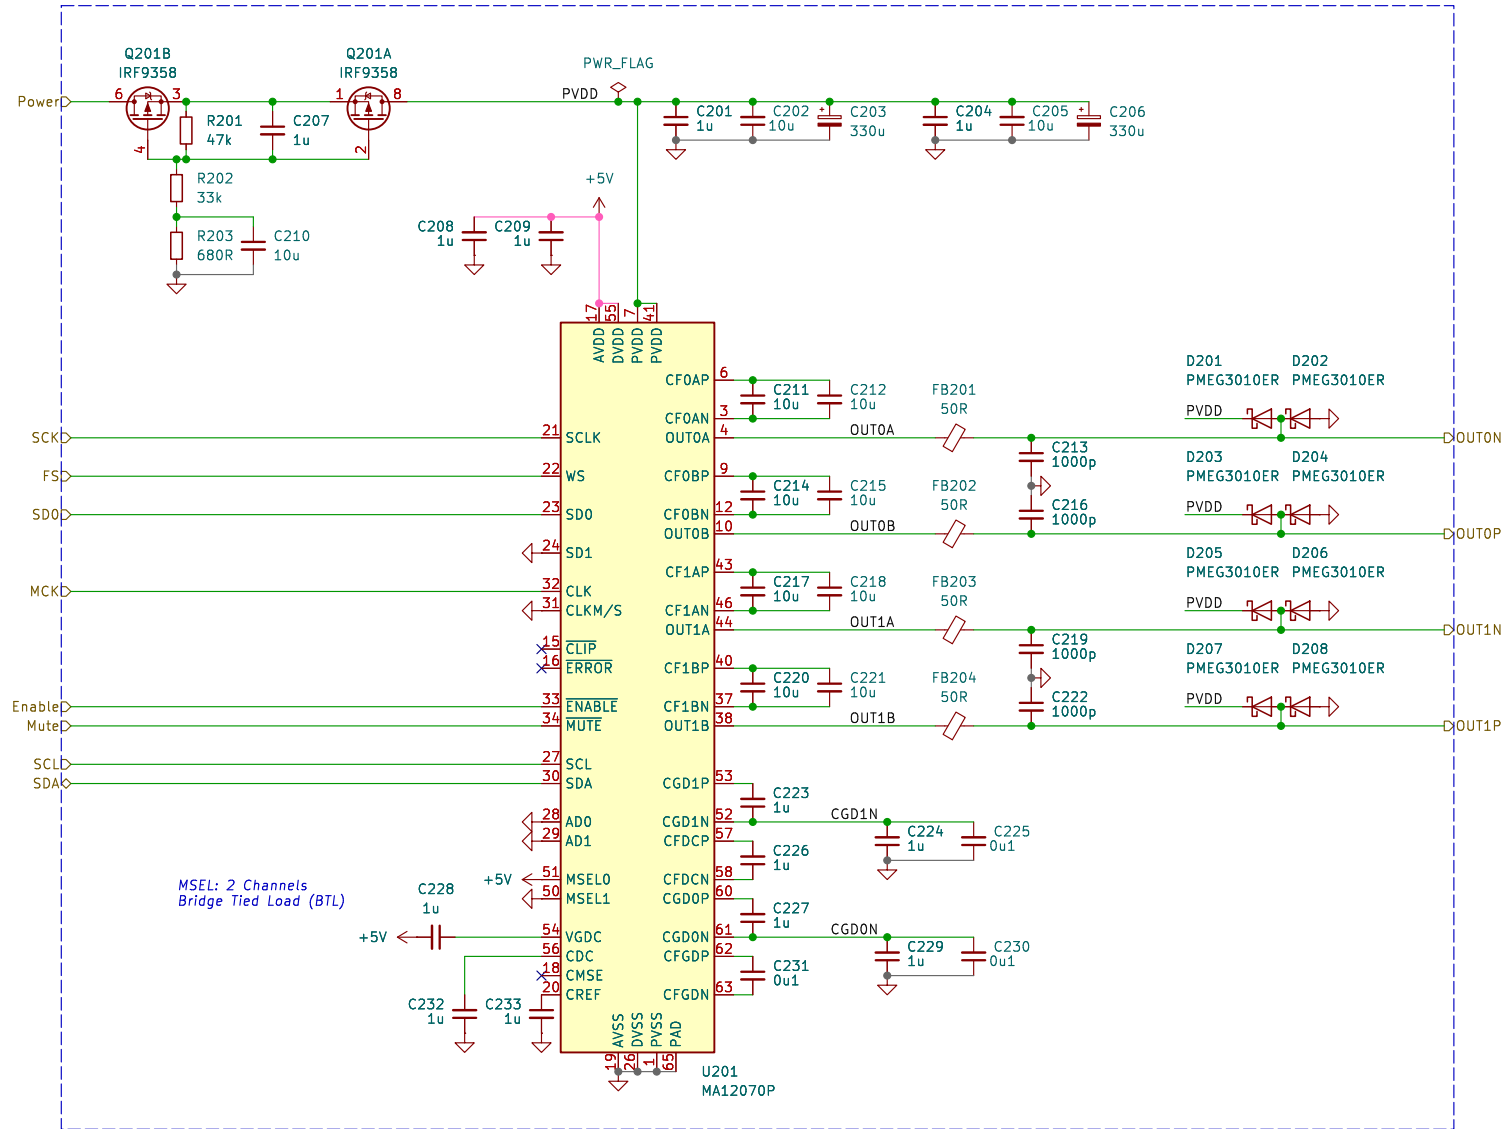 Q201B
IRF9358
Q201A
IRF9358
PWR_FLAG
Power
6
3
1
8
PVDD
R201
47k
C207
1u
4
2
C201
1u
C202
10u
C203
330u
C204
1u
C205
10u
C206
330u
R202
33k
+5V
R203
680R
C210
10u
C208
1u
C209
1u
17
55
7
41
AVDD
DVDD
PVDD
PVDD
SCK
21
SCLK
FS
22
WS
SD0
23
SD0
24
SD1
MCK
32
CLK
31
CLKM/S
15
CLIP
16
ERROR
Enable
33
ENABLE
Mute
34
MUTE
SCL
27
SCL
SDA
30
SDA
28
AD0
29
AD1
+5V
51
MSEL0
50
MSEL1
MSEL: 2 Channels
Bridge Tied Load (BTL)
C228
1u
+5V
54
VGDC
56
CDC
18
CMSE
20
CREF
C232
1u
C233
1u
CF0AP
6
CF0AN
3
OUT0A
4
C211
10u
C212
10u
OUT0A
FB201
50R
CF0BP
9
CF0BN
12
OUT0B
10
C214
10u
C215
10u
OUT0B
FB202
50R
C213
1000p
C216
1000p
CF1AP
43
CF1AN
46
OUT1A
44
C217
10u
C218
10u
OUT1A
FB203
50R
CF1BP
40
CF1BN
37
OUT1B
38
C220
10u
C221
10u
OUT1B
FB204
50R
C219
1000p
C222
1000p
D201
PMEG3010ER
D202
PMEG3010ER
PVDD
OUT0N
D203
PMEG3010ER
D204
PMEG3010ER
PVDD
OUT0P
D205
PMEG3010ER
D206
PMEG3010ER
PVDD
OUT1N
D207
PMEG3010ER
D208
PMEG3010ER
PVDD
OUT1P
CGD1P
53
C223
1u
CGD1N
52
CGD1N
C224
1u
C225
0u1
CFDCP
57
C226
1u
CFDCN
58
CGD0P
60
C227
1u
CGD0N
61
CGD0N
C229
1u
C230
0u1
CFGDP
62
C231
0u1
CFGDN
63
AVSS
DVSS
PVSS
PAD
19
26
1
65
U201
MA12070P